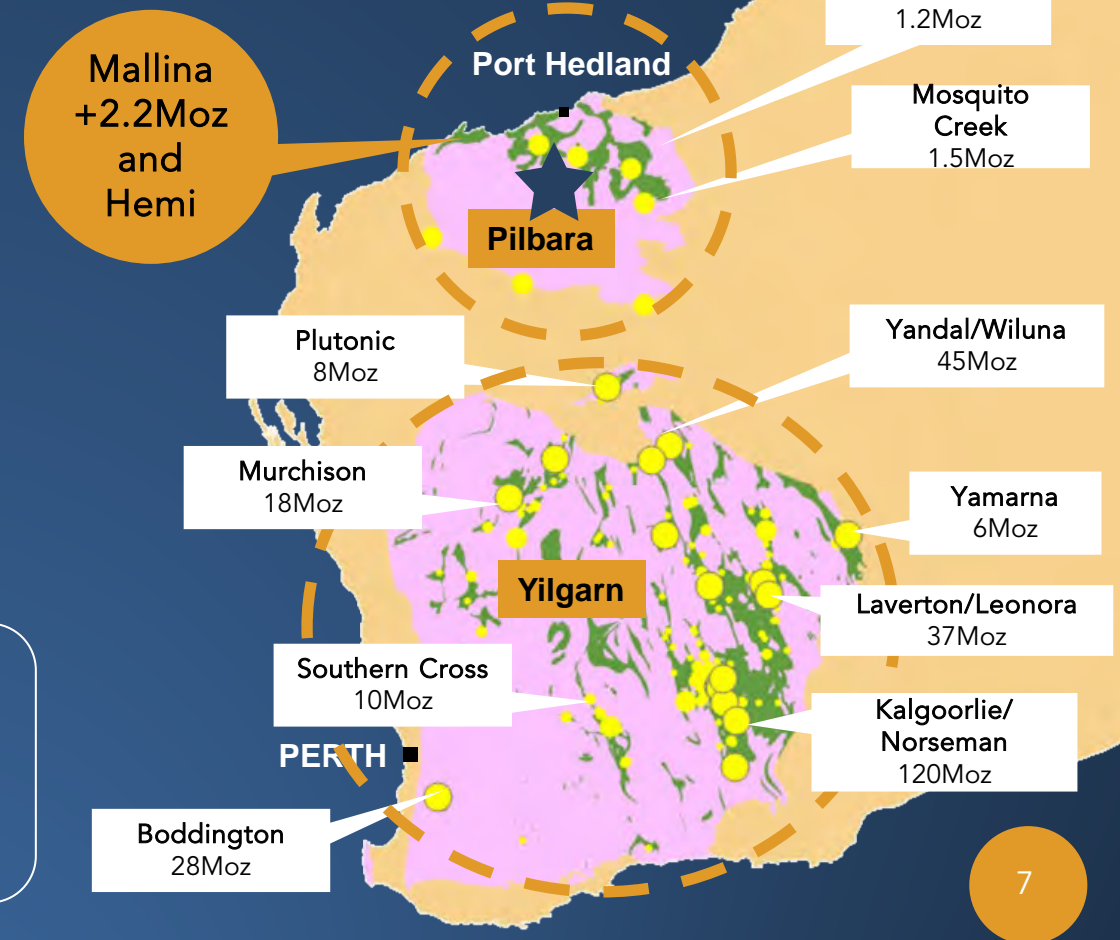 1.2Moz
Port Hedland
Mallina
+2.2Moz
and
Hemi
Mosquito
Creek
1.5Moz
Pilbara
Plutonic
8Moz
Yandal/Wiluna
45Moz
Murchison
18Moz
Yamarna
6Moz
Yilgarn
Laverton/Leonora
37Moz
Southern Cross
10Moz
Kalgoorlie/
Norseman
120Moz
PERTH
Boddington
28Moz
7